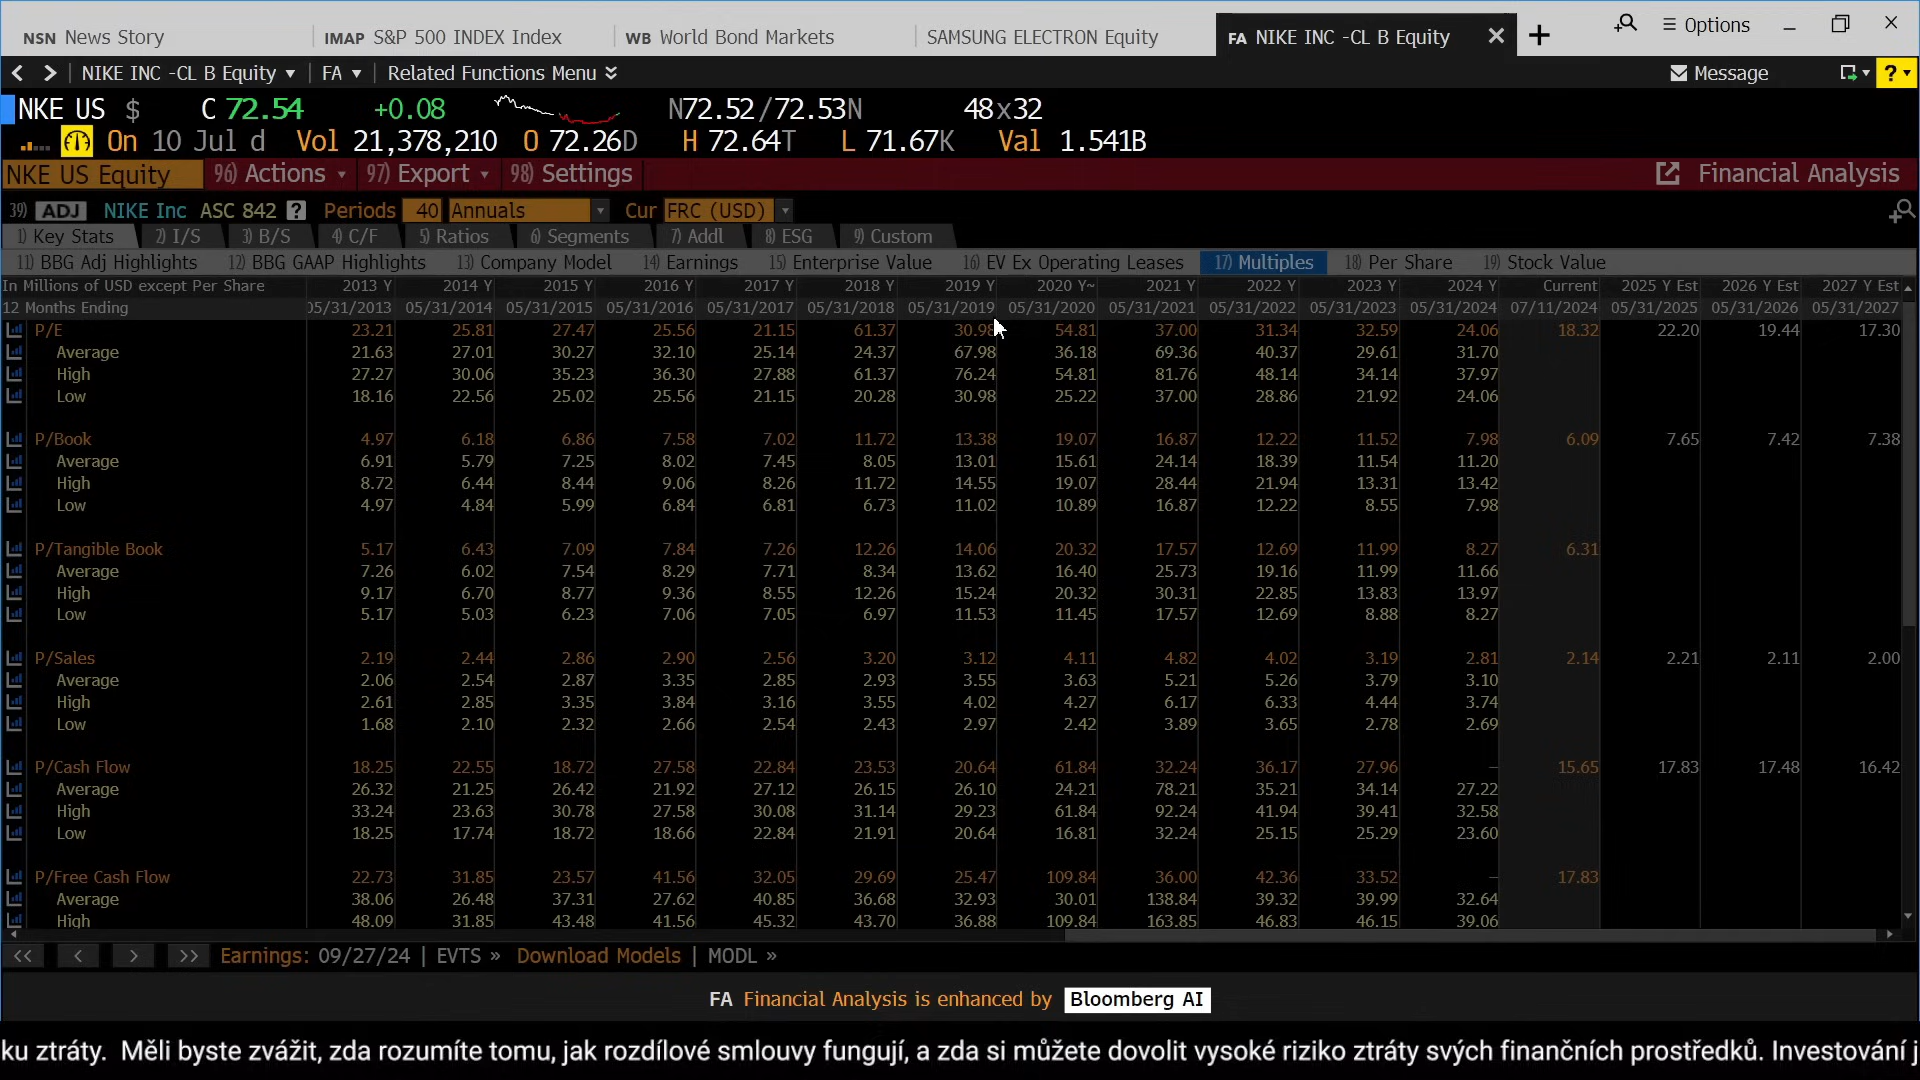 NSN News Story IMAP S&P 500 INDEX Index WB World Bond Markets SAMSUNG ELECTRON Equity FA NIKE INC -CL B Equity × + Options
< > NIKE INC -CL B Equity FA Related Functions Menu Message ?
NKE US $ C 72.54 +0.08 N72.52/72.53N 48x32
On 10 Jul d Vol 21,378,210 O 72.26D H 72.64T L 71.67K Val 1.541B
NKE US Equity 96) Actions 97) Export 98) Settings Financial Analysis
39) ADJ NIKE Inc ASC 842 ? Periods 40 Annuals Cur FRC (USD)
1) Key Stats 2) I/S 3) B/S 4) C/F 5) Ratios 6) Segments 7) Addl 8) ESG 9) Custom
11) BBG Adj Highlights 12) BBG GAAP Highlights 13) Company Model 14) Earnings 15) Enterprise Value 16) EV Ex Operating Leases 17) Multiples 18) Per Share 19) Stock Value
In Millions of USD except Per Share 2013 Y 2014 Y 2015 Y 2016 Y 2017 Y 2018 Y 2019 Y 2020 Y~ 2021 Y 2022 Y 2023 Y 2024 Y Current 2025 Y Est 2026 Y Est 2027 Y Est
12 Months Ending 05/31/2013 05/31/2014 05/31/2015 05/31/2016 05/31/2017 05/31/2018 05/31/2019 05/31/2020 05/31/2021 05/31/2022 05/31/2023 05/31/2024 07/11/2024 05/31/2025 05/31/2026 05/31/2027
P/E 23.21 25.81 27.47 25.56 21.15 61.37 30.98 54.81 37.00 31.34 32.59 24.06 18.32 22.20 19.44 17.30
Average 21.63 27.01 30.27 32.10 25.14 24.37 67.98 36.18 69.36 40.37 29.61 31.70
High 27.27 30.06 35.23 36.30 27.88 61.37 76.24 54.81 81.76 48.14 34.14 37.97
Low 18.16 22.56 25.02 25.56 21.15 20.28 30.98 25.22 37.00 28.86 21.92 24.06
P/Book 4.97 6.18 6.86 7.58 7.02 11.72 13.38 19.07 16.87 12.22 11.52 7.98 6.09 7.65 7.42 7.38
Average 6.91 5.79 7.25 8.02 7.45 8.05 13.01 15.61 24.14 18.39 11.54 11.20
High 8.72 6.44 8.44 9.06 8.26 11.72 14.55 19.07 28.44 21.94 13.31 13.42
Low 4.97 4.84 5.99 6.84 6.81 6.73 11.02 10.89 16.87 12.22 8.55 7.98
P/Tangible Book 5.17 6.43 7.09 7.84 7.26 12.26 14.06 20.32 17.57 12.69 11.99 8.27 6.31
Average 7.26 6.02 7.54 8.29 7.71 8.34 13.62 16.40 25.73 19.16 11.99 11.66
High 9.17 6.70 8.77 9.36 8.55 12.26 15.24 20.32 30.31 22.85 13.83 13.97
Low 5.17 5.03 6.23 7.06 7.05 6.97 11.53 11.45 17.57 12.69 8.88 8.27
P/Sales 2.19 2.44 2.86 2.90 2.56 3.20 3.12 4.11 4.82 4.02 3.19 2.81 2.14 2.21 2.11 2.00
Average 2.06 2.54 2.87 3.35 2.85 2.93 3.55 3.63 5.21 5.26 3.79 3.10
High 2.61 2.85 3.35 3.84 3.16 3.55 4.02 4.27 6.17 6.33 4.44 3.74
Low 1.68 2.10 2.32 2.66 2.54 2.43 2.97 2.42 3.89 3.65 2.78 2.69
P/Cash Flow 18.25 22.55 18.72 27.58 22.84 23.53 20.64 61.84 32.24 36.17 27.96 – 15.65 17.83 17.48 16.42
Average 26.32 21.25 26.42 21.92 27.12 26.15 26.10 24.21 78.21 35.21 34.14 27.22
High 33.24 23.63 30.78 27.58 30.08 31.14 29.23 61.84 92.24 41.94 39.41 32.58
Low 18.25 17.74 18.72 18.66 22.84 21.91 20.64 16.81 32.24 25.15 25.29 23.60
P/Free Cash Flow 22.73 31.85 23.57 41.56 32.05 29.69 25.47 109.84 36.00 42.36 33.52 – 17.83
Average 38.06 26.48 37.31 27.62 40.85 36.68 32.93 30.01 138.84 39.32 39.99 32.64
High 48.09 31.85 43.48 41.56 45.32 43.70 36.88 109.84 163.85 46.83 46.15 39.06
<< < > >> Earnings: 09/27/24 | EVTS » Download Models | MODL »
FA Financial Analysis is enhanced by Bloomberg AI
ku ztráty. Měli byste zvážit, zda rozumíte tomu, jak rozdílové smlouvy fungují, a zda si můžete dovolit vysoké riziko ztráty svých finančních prostředků. Investování j